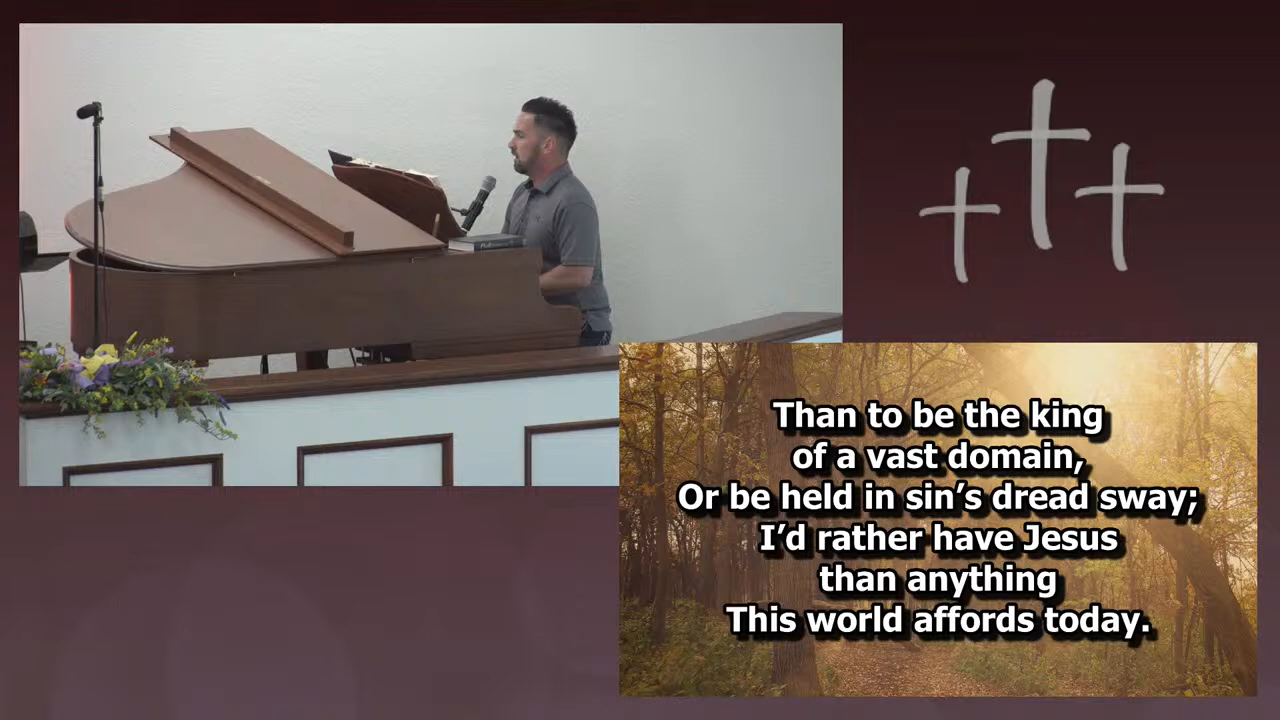 Than to be the king
of a vast domain,
Or be held in sin’s dread sway;
I’d rather have Jesus
than anything
This world affords today.